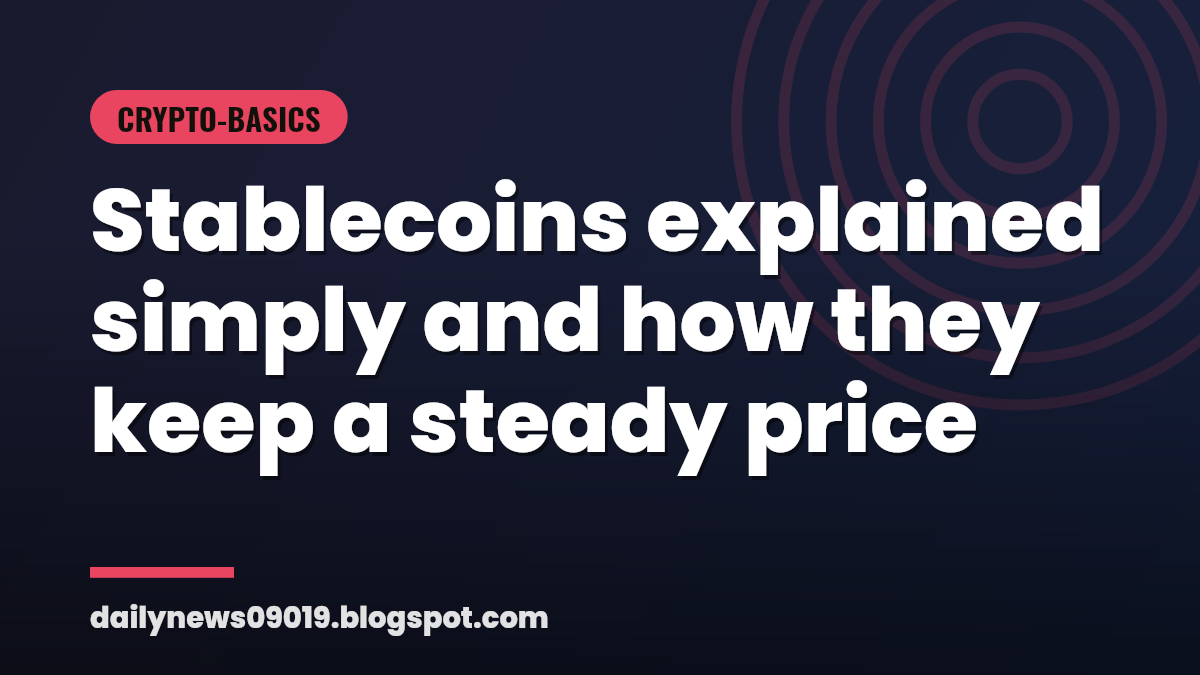 CRYPTO-BASICS
Stablecoins explained
simply and how they
keep a steady price
dailynews09019.blogspot.com